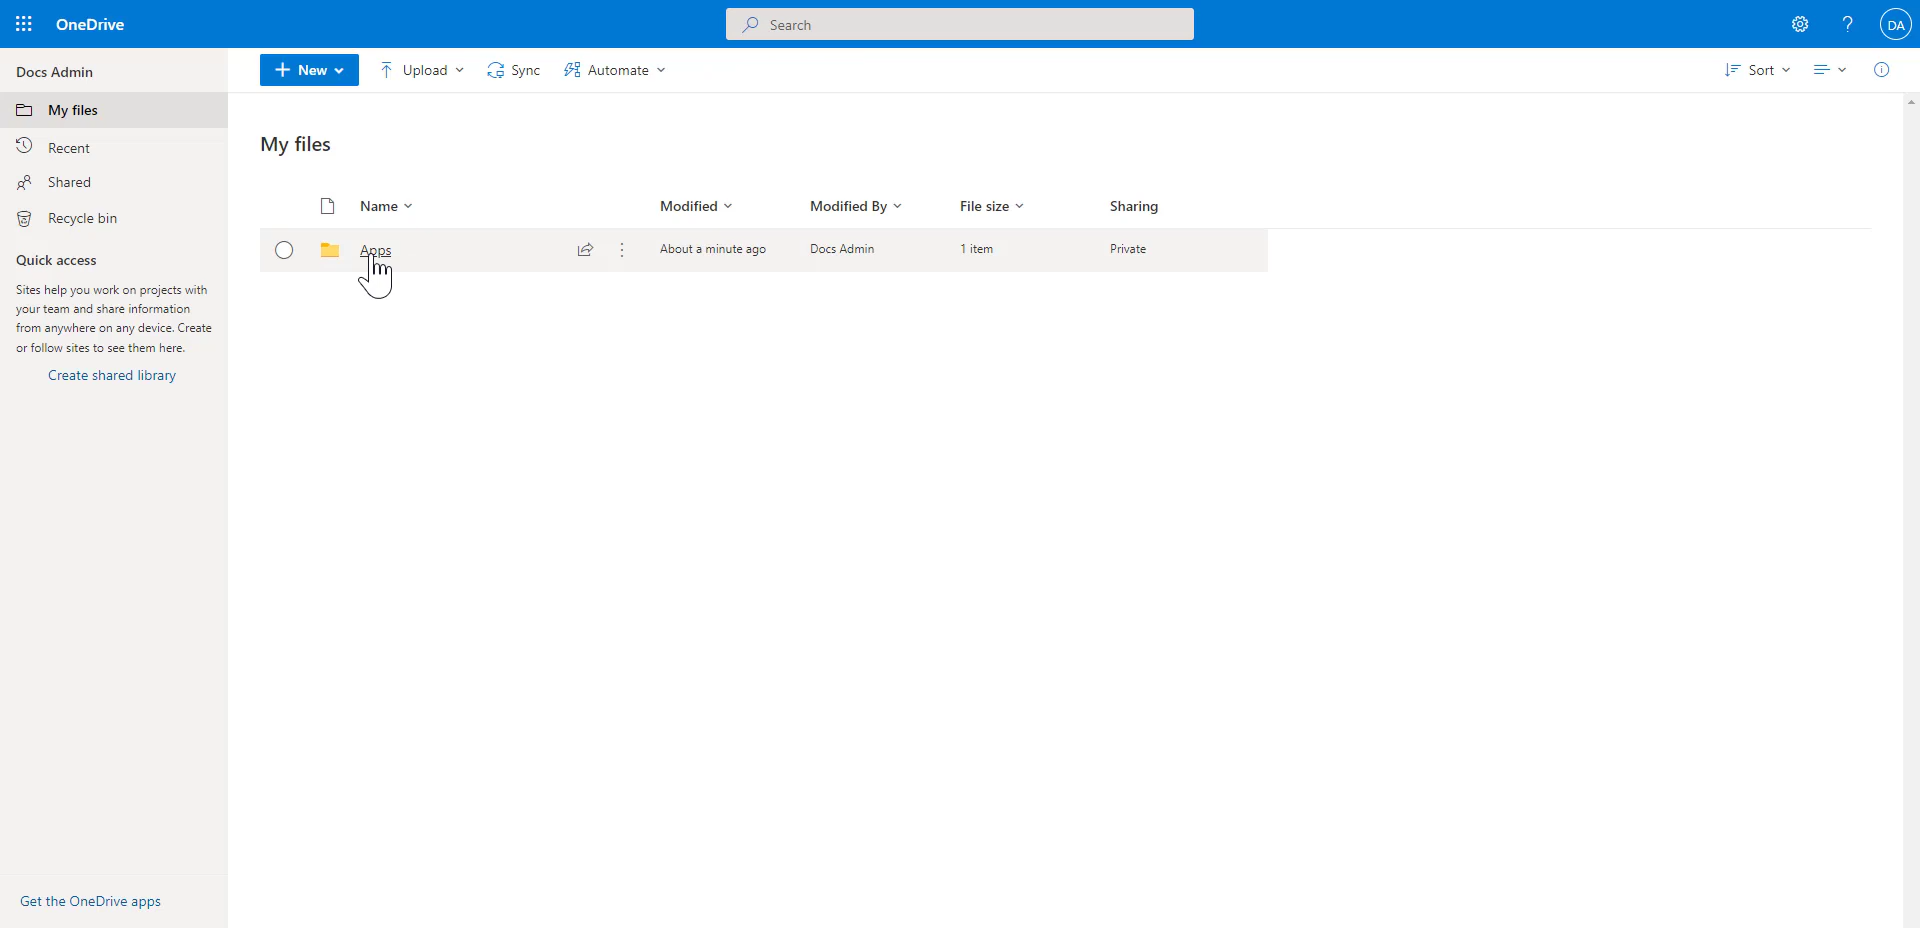 OneDrive
Search
DA
Docs Admin
My files
Recent
Shared
Recycle bin
Quick access
Sites help you work on projects with
your team and share information
from anywhere on any device. Create
or follow sites to see them here.
Create shared library
Get the OneDrive apps
New
Upload
Sync
Automate
Sort
My files
Name
Modified
Modified By
File size
Sharing
Apps
About a minute ago
Docs Admin
1 item
Private